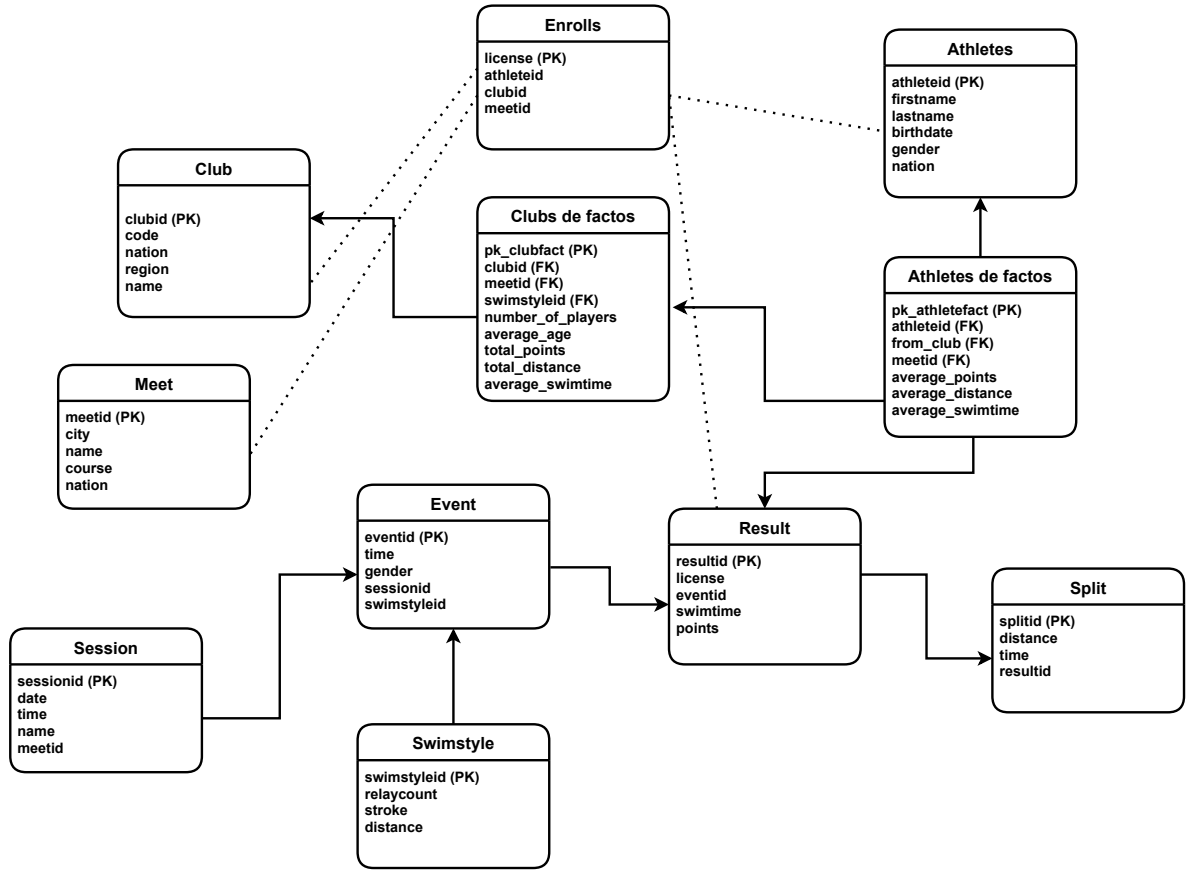 Enrolls
license (PK)
athleteid
clubid
meetid
Athletes
athleteid (PK)
firstname
lastname
birthdate
gender
nation
Club
clubid (PK)
code
nation
region
name
Clubs de factos
pk_clubfact (PK)
clubid (FK)
meetid (FK)
swimstyleid (FK)
number_of_players
average_age
total_points
total_distance
average_swimtime
Athletes de factos
pk_athletefact (PK)
athleteid (FK)
from_club (FK)
meetid (FK)
average_points
average_distance
average_swimtime
Meet
meetid (PK)
city
name
course
nation
Event
eventid (PK)
time
gender
sessionid
swimstyleid
Result
resultid (PK)
license
eventid
swimtime
points
Split
splitid (PK)
distance
time
resultid
Session
sessionid (PK)
date
time
name
meetid
Swimstyle
swimstyleid (PK)
relaycount
stroke
distance